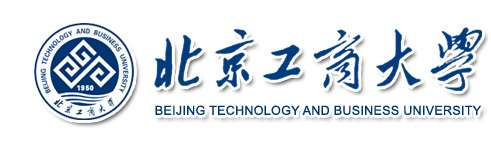 BEIJING TECHNOLOGY AND BUSINESS UNIVERSITY
1950
北京工商大学
北京工商大學
BEIJING TECHNOLOGY AND BUSINESS UNIVERSITY